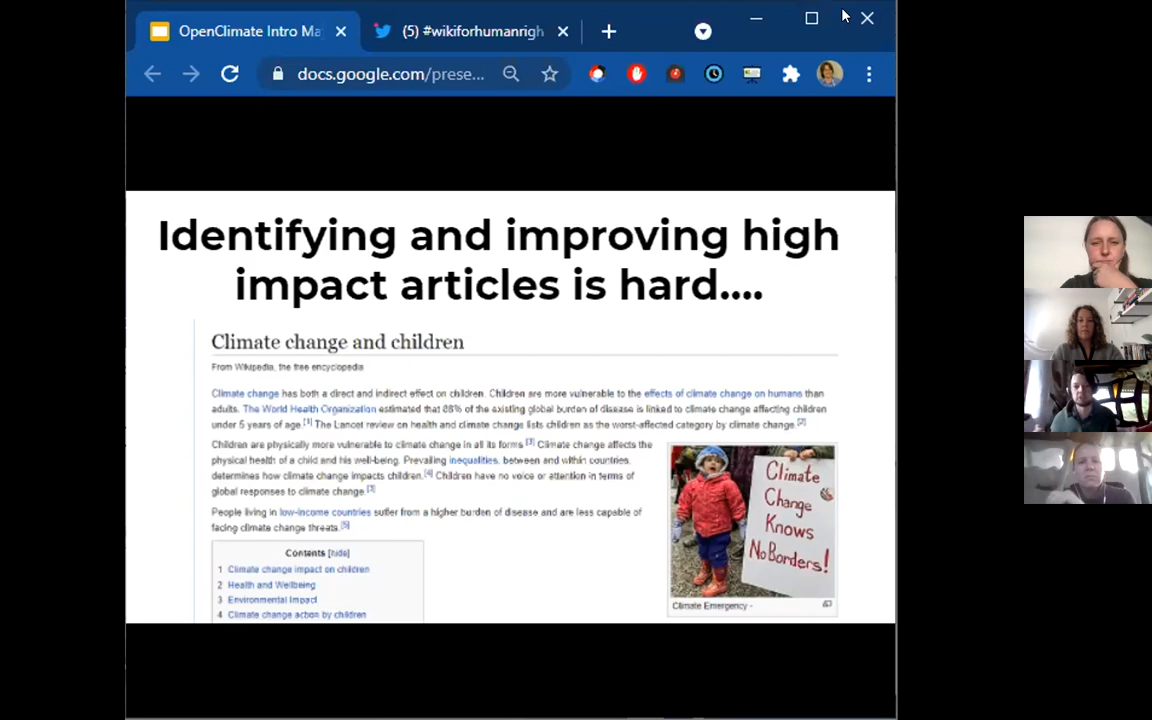 OpenClimate Intro Ma
(5) #wikiforhumanrigh
docs.google.com/prese...
Identifying and improving high
impact articles is hard....
Climate change and children
From Wikipedia, the free encyclopedia
Climate change has both a direct and indirect effect on children. Children are more vulnerable to the effects of climate change on humans than
adults. The World Health Organization estimated that 88% of the existing global burden of disease is linked to climate change affecting children
under 5 years of age.[1] The Lancet review on health and climate change lists children as the worst-affected category by climate change.[2]
Children are physically more vulnerable to climate change in all its forms.[3] Climate change affects the
physical health of a child and his well-being. Prevailing inequalities, between and within countries,
determines how climate change impacts children.[4] Children have no voice or attention in terms of
global responses to climate change.[3]
People living in low-income countries suffer from a higher burden of disease and are less capable of
facing climate change threats.[5]
Contents [hide]
1 Climate change impact on children
2 Health and Wellbeing
3 Environmental Impact
4 Climate change action by children
Climate
Change
Knows
No Borders!
Climate Emergency -